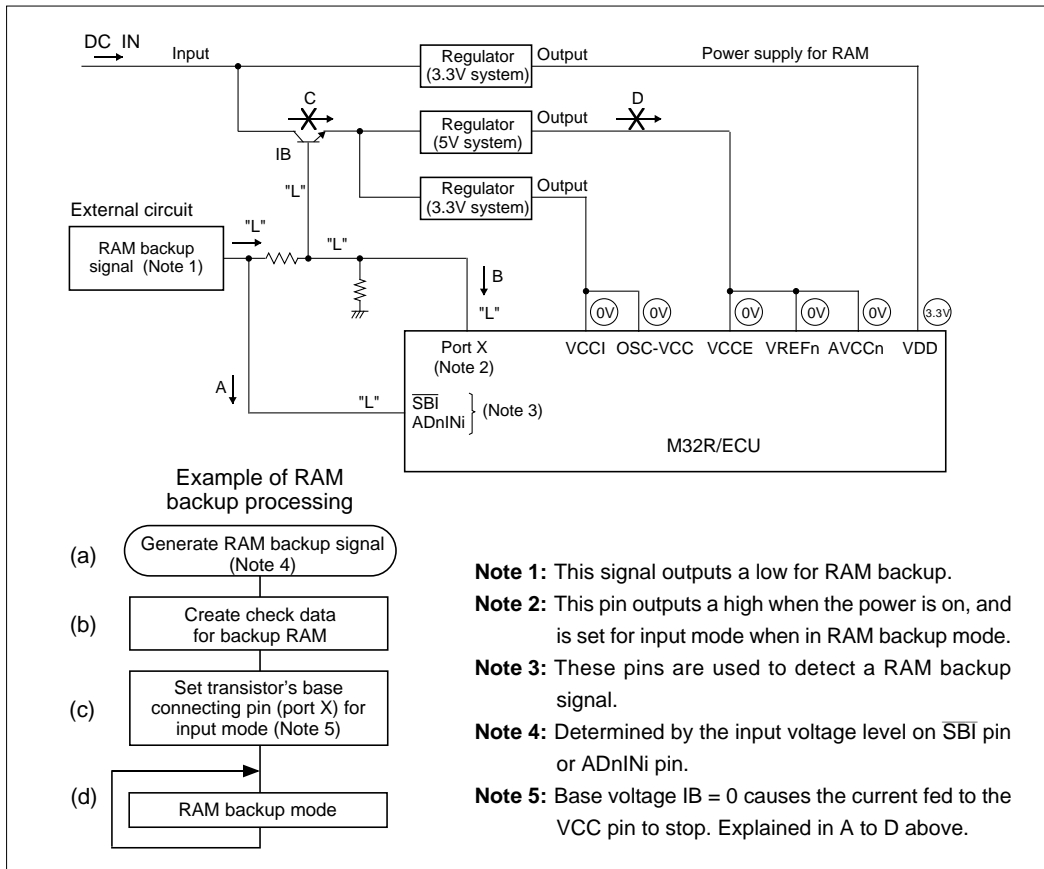 DC IN
Input
Regulator
(3.3V system)
Output
Power supply for RAM
C
IB
Regulator
(5V system)
Output
D
"L"
Regulator
(3.3V system)
Output
External circuit
RAM backup
signal (Note 1)
"L"
"L"
B
"L"
0V
0V
0V
0V
0V
3.3V
Port X
(Note 2)
VCCI
OSC-VCC
VCCE
VREFn
AVCCn
VDD
A
"L"
SBI
ADnINi
(Note 3)
M32R/ECU
Example of RAM
backup processing
(a)
Generate RAM backup signal
(Note 4)
(b)
Create check data
for backup RAM
(c)
Set transistor's base
connecting pin (port X) for
input mode (Note 5)
(d)
RAM backup mode
Note 1: This signal outputs a low for RAM backup.
Note 2: This pin outputs a high when the power is on, and
is set for input mode when in RAM backup mode.
Note 3: These pins are used to detect a RAM backup
signal.
Note 4: Determined by the input voltage level on SBI pin
or ADnINi pin.
Note 5: Base voltage IB = 0 causes the current fed to the
VCC pin to stop. Explained in A to D above.